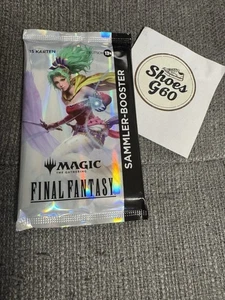 15 KARTEN
13+
MAGIC
THE GATHERING
FINAL FANTASY
SAMMLER-BOOSTER
Shoes
G60